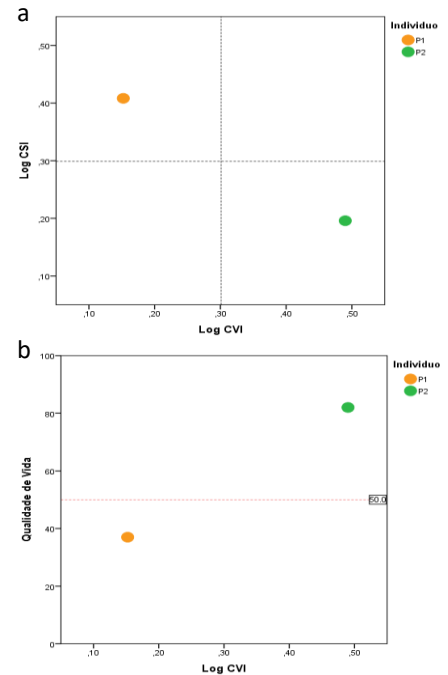 a
Individuo
P1
P2
Log CSI
,50
,40
,30
,20
,10
,10 ,20 ,30 ,40 ,50
Log CVI
b
Individuo
P1
P2
Qualidade de Vida
100
80
60
50,0
40
20
0
,10 ,20 ,30 ,40 ,50
Log CVI